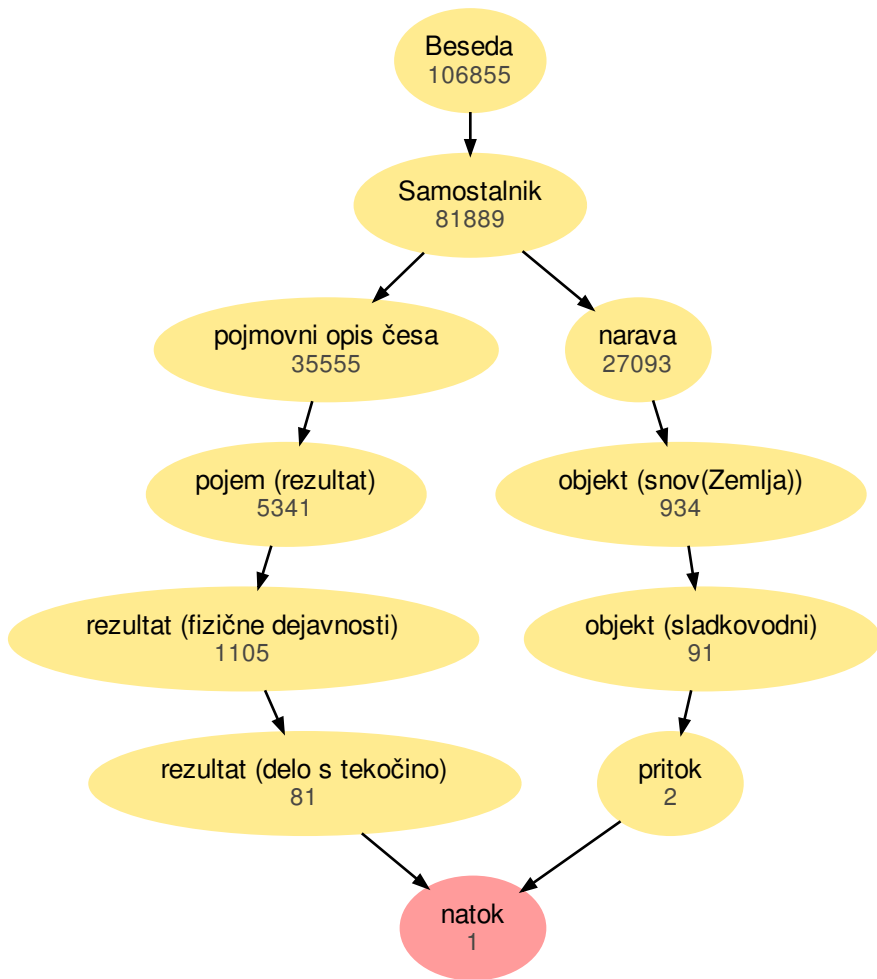 Beseda
106855
Samostalnik
81889
pojmovni opis česa
35555
narava
27093
pojem (rezultat)
5341
objekt (snov(Zemlja))
934
rezultat (fizične dejavnosti)
1105
objekt (sladkovodni)
91
rezultat (delo s tekočino)
81
pritok
2
natok
1